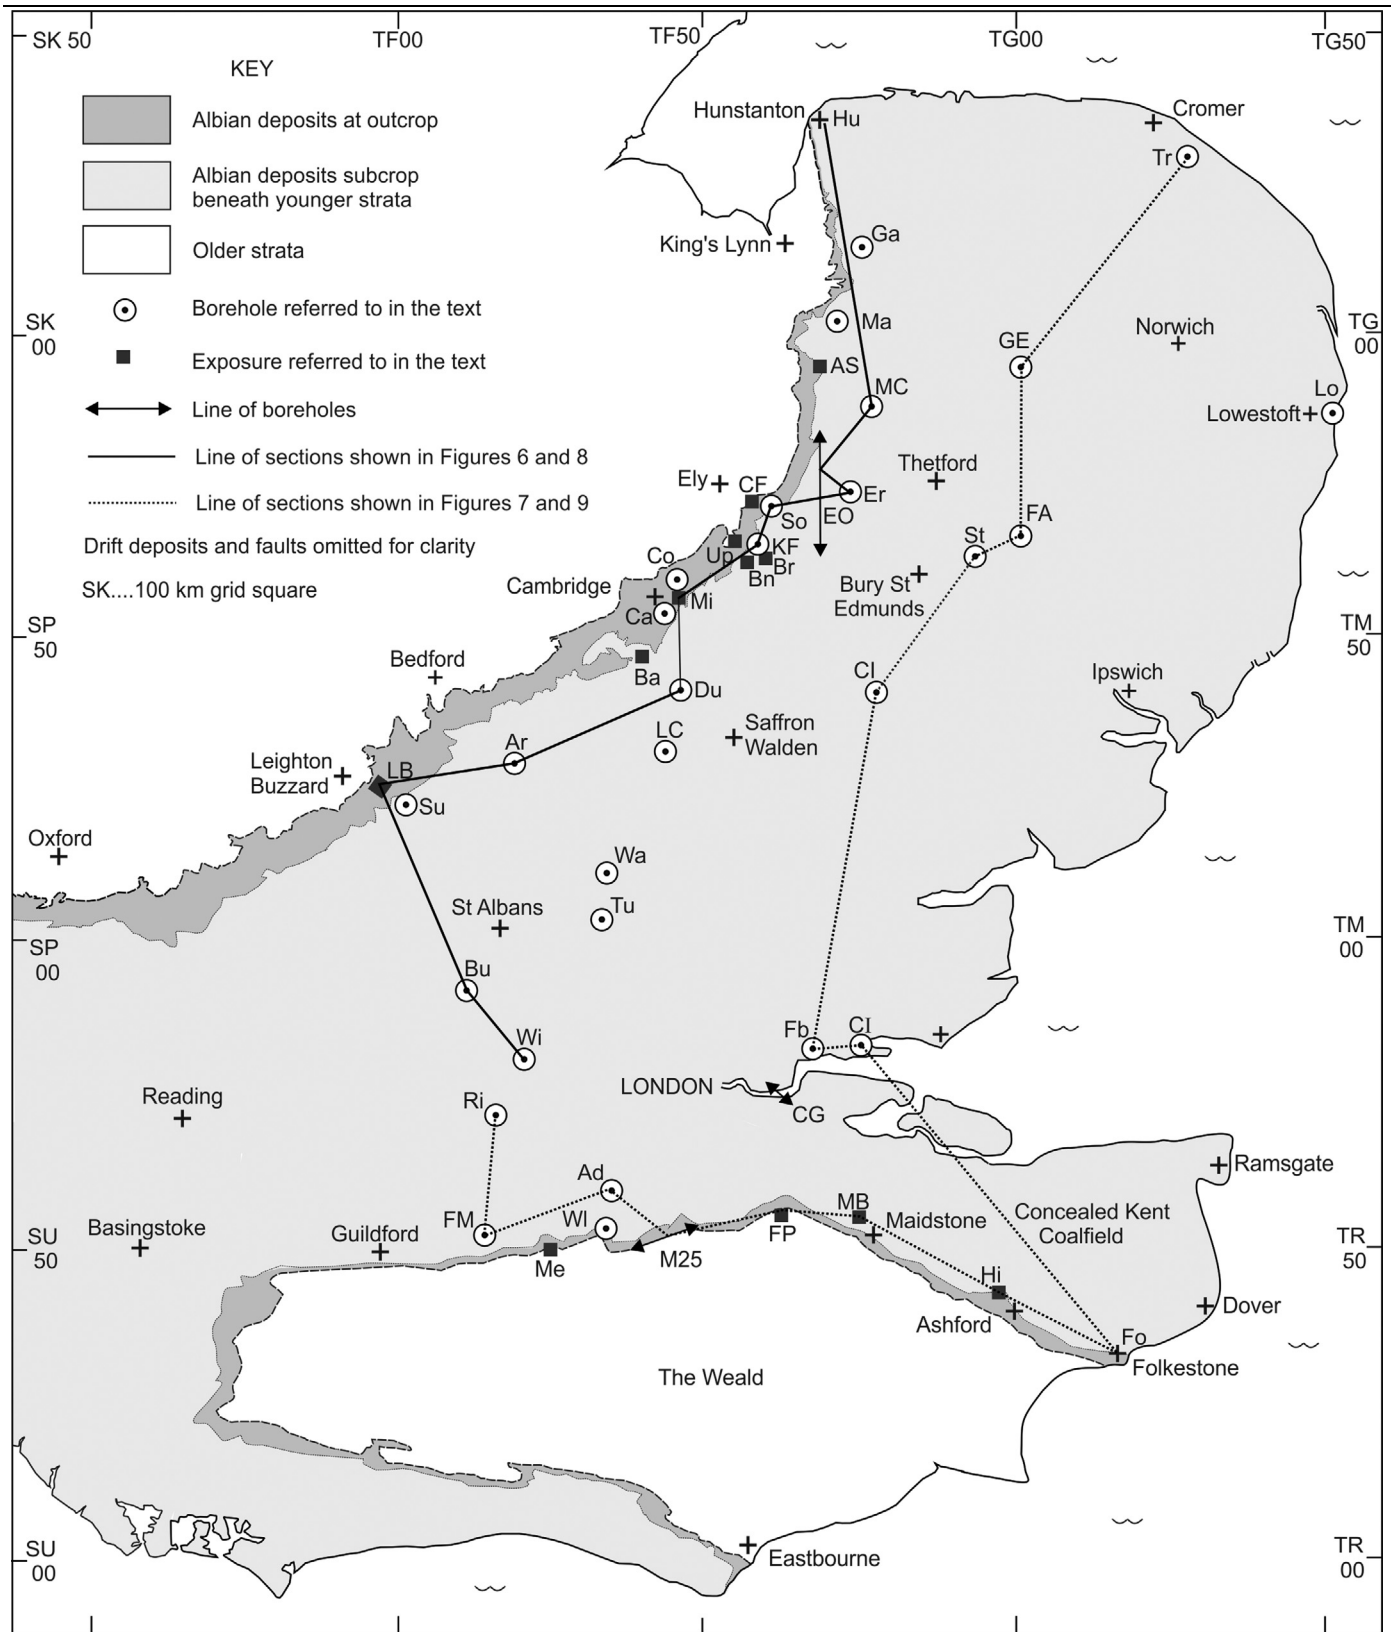 SK 50
TF00
TF50
TG00
TG50
KEY
Albian deposits at outcrop
Albian deposits subcrop
beneath younger strata
Older strata
Borehole referred to in the text
Exposure referred to in the text
Line of boreholes
Line of sections shown in Figures 6 and 8
Line of sections shown in Figures 7 and 9
Drift deposits and faults omitted for clarity
SK....100 km grid square
Hunstanton
Hu
Cromer
Tr
King's Lynn
Ga
Ma
SK
00
TG
00
Norwich
GE
AS
MC
Lo
Lowestoft
Thetford
Ely
CF
Er
So
EO
FA
St
Up
KF
Br
Bn
Co
Bury St
Edmunds
Cambridge
Mi
Ca
SP
50
TM
50
Bedford
Ba
Du
CI
Ipswich
LC
Saffron
Walden
Ar
Leighton
Buzzard
LB
Su
Oxford
Wa
Tu
St Albans
SP
00
TM
00
Bu
Wi
Fb
CI
LONDON
CG
Reading
Ri
Ramsgate
Ad
Basingstoke
Guildford
FM
Wl
MB
Maidstone
Concealed Kent
Coalfield
SU
50
TR
50
Me
M25
FP
Hi
Ashford
Dover
Fo
Folkestone
The Weald
Eastbourne
SU
00
TR
00